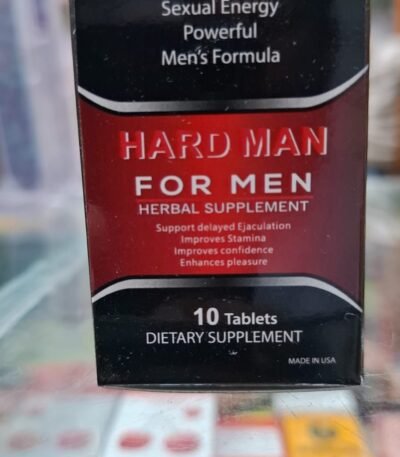 Sexual Energy
Powerful
Men's Formula
HARD MAN
FOR MEN
HERBAL SUPPLEMENT
Support delayed Ejaculation
Improves Stamina
Improves confidence
Enhances pleasure
10 Tablets
DIETARY SUPPLEMENT
MADE IN USA